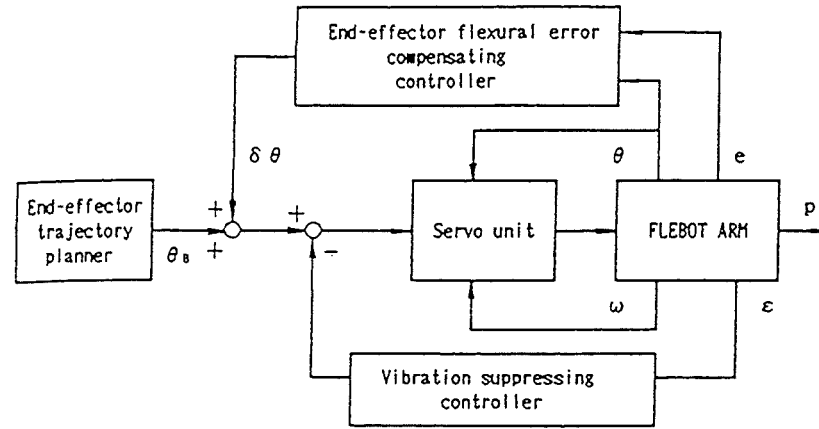 End-effector flexural error
compensating
controller
δ θ
θ
e
End-effector
trajectory
planner
+
+
+
-
θ B
Servo unit
FLEBOT ARM
p
ω
ε
Vibration suppressing
controller